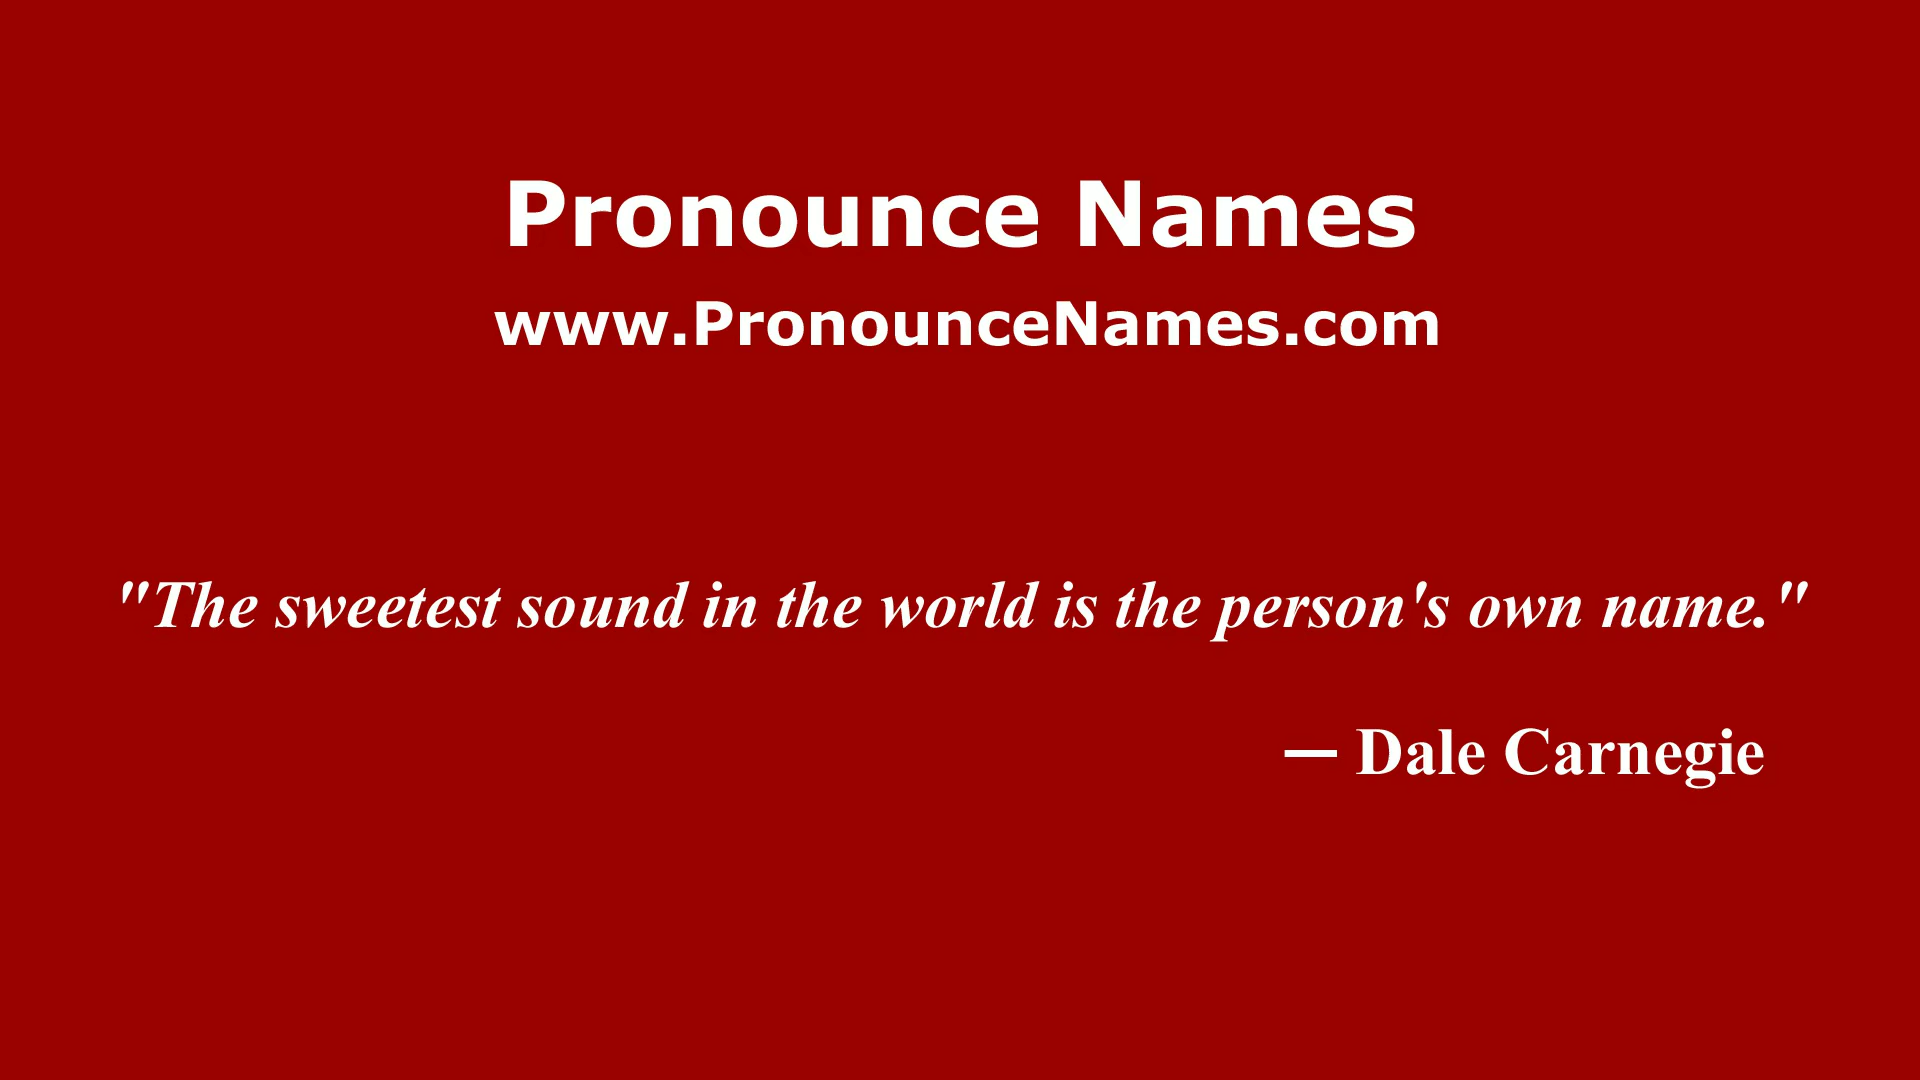 Pronounce Names
www.PronounceNames.com
"The sweetest sound in the world is the person's own name."
— Dale Carnegie